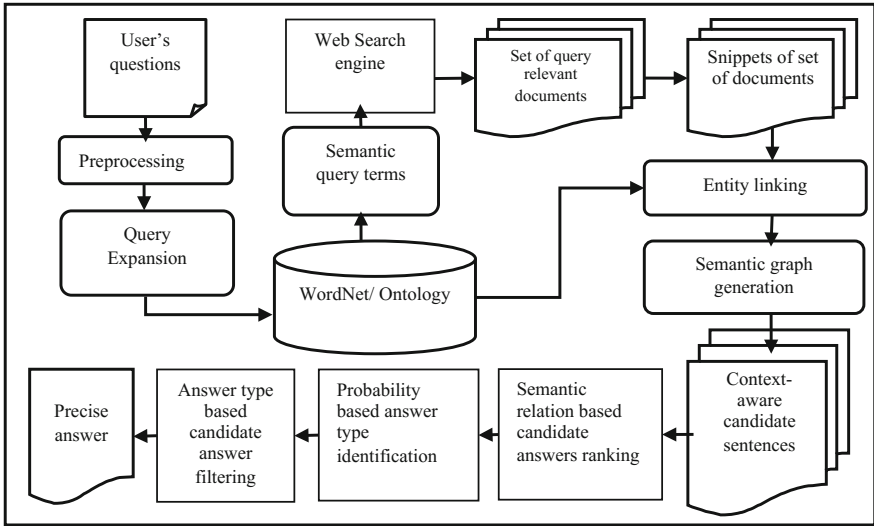 User's
questions
Preprocessing
Query
Expansion
WordNet/ Ontology
Semantic
query terms
Web Search
engine
Set of query
relevant
documents
Snippets of set
of documents
Entity linking
Semantic graph
generation
Context-
aware
candidate
sentences
Semantic
relation based
candidate
answers ranking
Probability
based answer
type
identification
Answer type
based
candidate
answer
filtering
Precise
answer